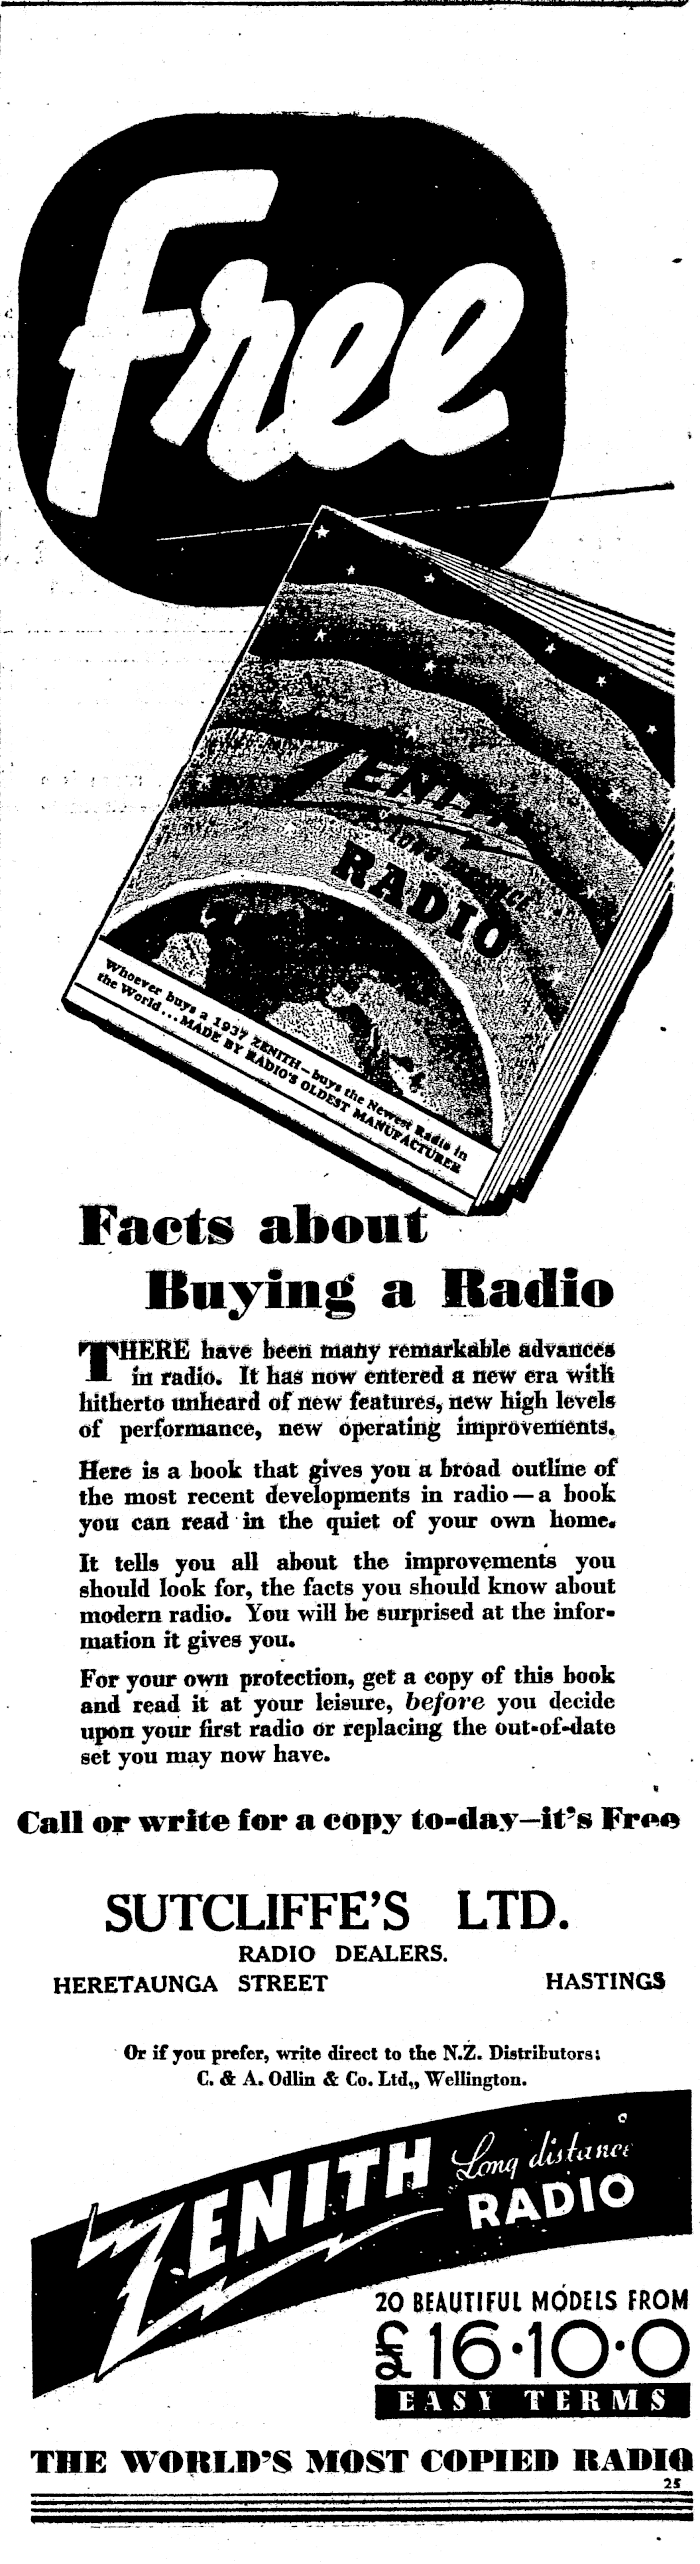 Free
ZENITH
LONG DISTANCE
RADIO
Whoever buys a 1937 ZENITH—buys the Newest Radio in
the World...MADE BY RADIO'S OLDEST MANUFACTURER
Facts about
Buying a Radio
THERE have been many remarkable advances
in radio. It has now entered a new era with
hitherto unheard of new features, new high levels
of performance, new operating improvements.
Here is a book that gives you a broad outline of
the most recent developments in radio—a book
you can read in the quiet of your own home.
It tells you all about the improvements you
should look for, the facts you should know about
modern radio. You will be surprised at the infor-
mation it gives you.
For your own protection, get a copy of this book
and read it at your leisure, before you decide
upon your first radio or replacing the out-of-date
set you may now have.
Call or write for a copy to-day—it's Free
SUTCLIFFE'S LTD.
RADIO DEALERS.
HERETAUNGA STREET HASTINGS
Or if you prefer, write direct to the N.Z. Distributors:
C. & A. Odlin & Co. Ltd., Wellington.
ZENITH Long distance
RADIO
20 BEAUTIFUL MODELS FROM
£16·10·0
EASY TERMS
THE WORLD'S MOST COPIED RADIO
25